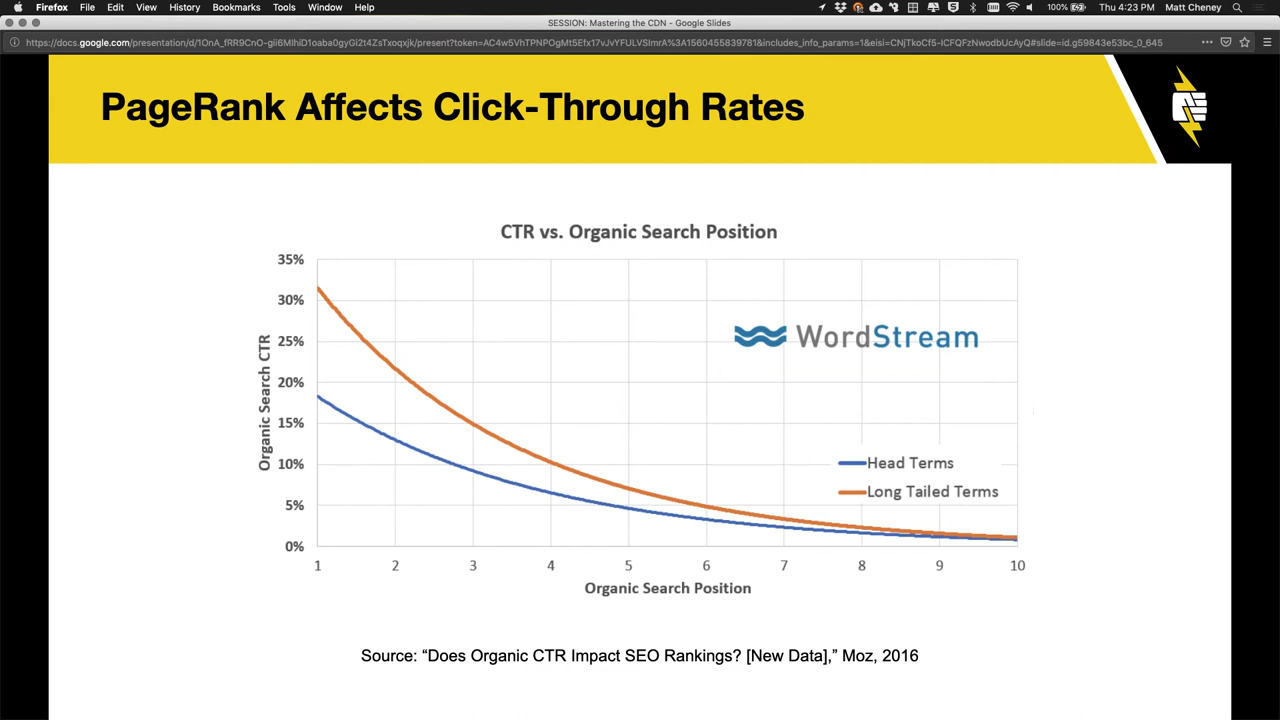 Firefox File Edit View History Bookmarks Tools Window Help 100% Thu 4:23 PM Matt Cheney
SESSION: Mastering the CDN - Google Slides
PageRank Affects Click-Through Rates
CTR vs. Organic Search Position
35%
30%
25%
20%
15%
10%
5%
0%
Organic Search CTR
WordStream
Head Terms
Long Tailed Terms
1 2 3 4 5 6 7 8 9 10
Organic Search Position
Source: “Does Organic CTR Impact SEO Rankings? [New Data],” Moz, 2016